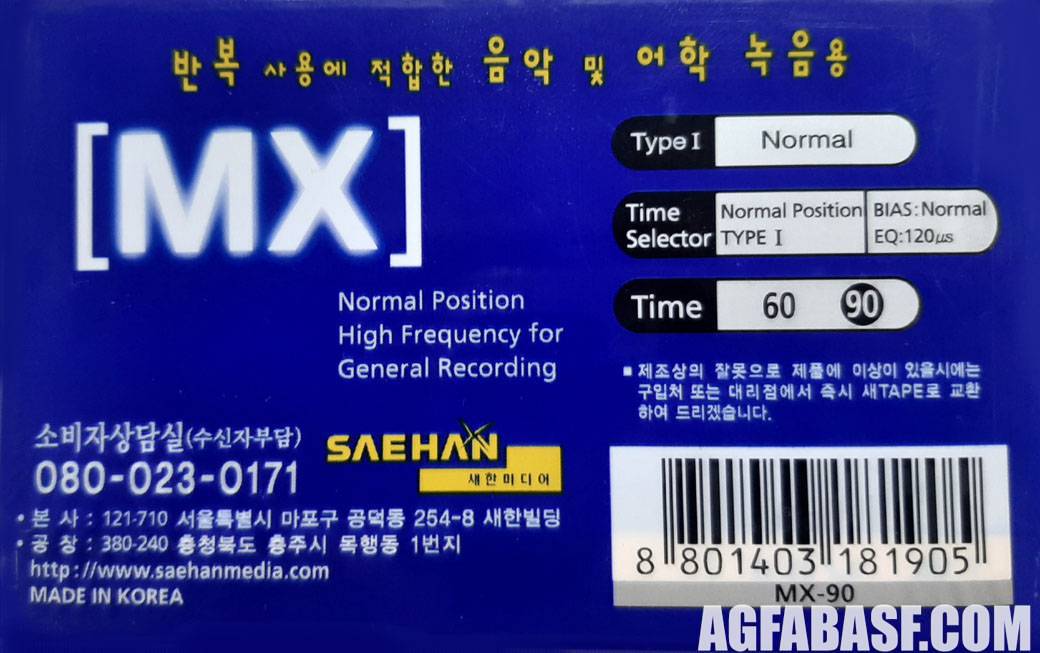 반복 사용에 적합한 음악 및 어학 녹음용
[MX]
Normal Position
High Frequency for
General Recording
Type I Normal
Time Selector Normal Position TYPE I BIAS:Normal EQ:120μs
Time 60 90
■ 제조상의 잘못으로 제품에 이상이 있을시에는
구입처 또는 대리점에서 즉시 새TAPE로 교환
하여 드리겠습니다.
소비자상담실(수신자부담)
080-023-0171
SAEHAN
새한미디어
• 본 사 : 121-710 서울특별시 마포구 공덕동 254-8 새한빌딩
• 공 장 : 380-240 충청북도 충주시 목행동 1번지
http://www.saehanmedia.com
MADE IN KOREA
8 801403 181905
MX-90
AGFABASF.COM